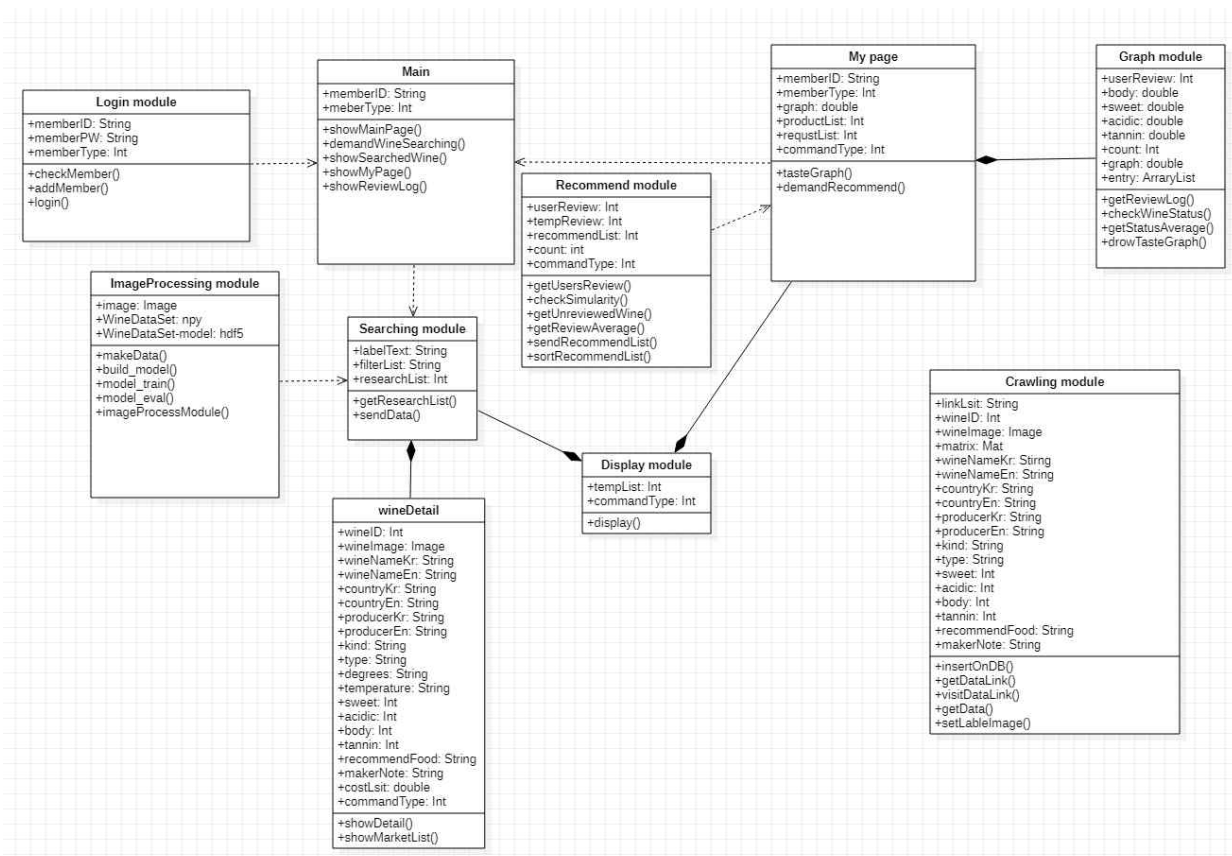 Login module
+memberID: String
+memberPW: String
+memberType: Int
+checkMember()
+addMember()
+login()
Main
+memberID: String
+meberType: Int
+showMainPage()
+demandWineSearching()
+showSearchedWine()
+showMyPage()
+showReviewLog()
My page
+memberID: String
+memberType: Int
+graph: double
+productList: Int
+requstList: Int
+commandType: Int
+tasteGraph()
+demandRecommend()
Graph module
+userReview: Int
+body: double
+sweet: double
+acidic: double
+tannin: double
+count: Int
+graph: double
+entry: ArraryList
+getReviewLog()
+checkWineStatus()
+getStatusAverage()
+drowTasteGraph()
Recommend module
+userReview: Int
+tempReview: Int
+recommendList: Int
+count: int
+commandType: Int
+getUsersReview()
+checkSimularity()
+getUnreviewedWine()
+getReviewAverage()
+sendRecommendList()
+sortRecommendList()
ImageProcessing module
+image: Image
+WineDataSet: npy
+WineDataSet-model: hdf5
+makeData()
+build_model()
+model_train()
+model_eval()
+imageProcessModule()
Searching module
+labelText: String
+filterList: String
+researchList: Int
+getResearchList()
+sendData()
Display module
+tempList: Int
+commandType: Int
+display()
wineDetail
+wineID: Int
+wineImage: Image
+wineNameKr: String
+wineNameEn: String
+countryKr: String
+countryEn: String
+producerKr: String
+producerEn: String
+kind: String
+type: String
+degrees: String
+temperature: String
+sweet: Int
+acidic: Int
+body: Int
+tannin: Int
+recommendFood: String
+makerNote: String
+costLsit: double
+commandType: Int
+showDetail()
+showMarketList()
Crawling module
+linkLsit: String
+wineID: Int
+wineImage: Image
+matrix: Mat
+wineNameKr: Stirng
+wineNameEn: String
+countryKr: String
+countryEn: String
+producerKr: String
+producerEn: String
+kind: String
+type: String
+sweet: Int
+acidic: Int
+body: Int
+tannin: Int
+recommendFood: String
+makerNote: String
+insertOnDB()
+getDataLink()
+visitDataLink()
+getData()
+setLableImage()